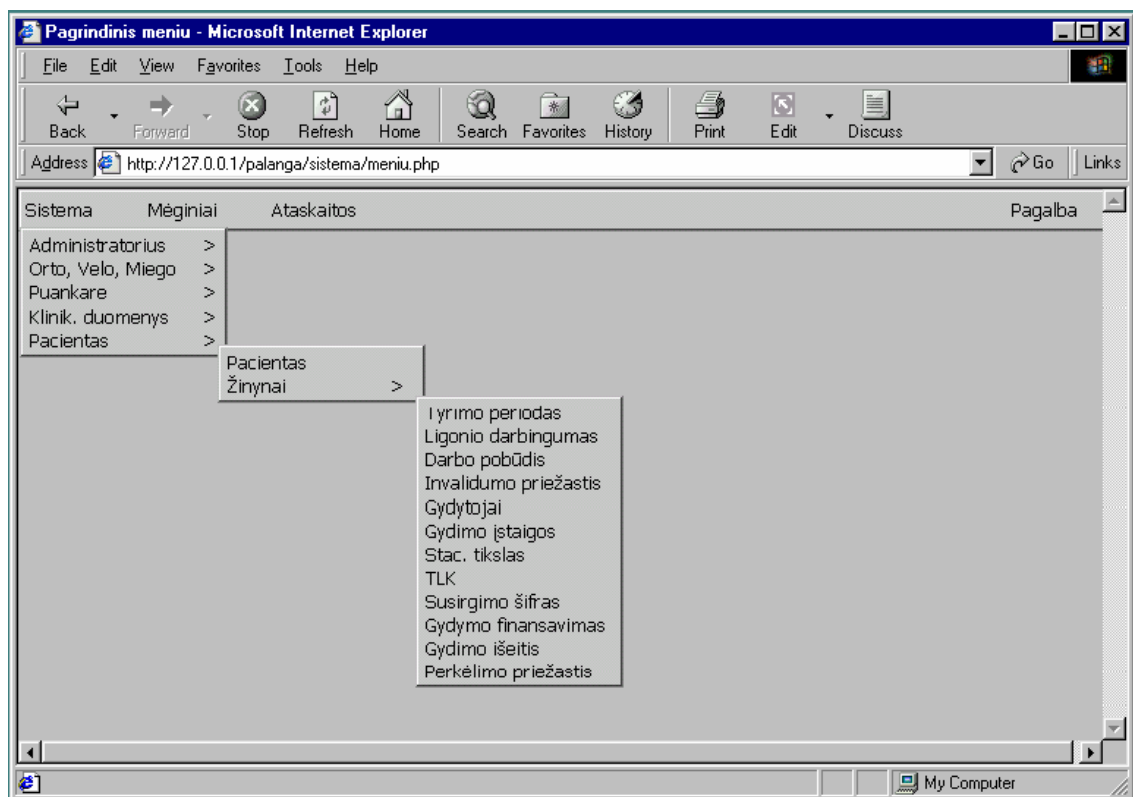 Pagrindinis meniu - Microsoft Internet Explorer
File Edit View Favorites Tools Help
Back Forward Stop Refresh Home Search Favorites History Print Edit Discuss
Address http://127.0.0.1/palanga/sistema/meniu.php Go Links
Sistema Mėginiai Ataskaitos Pagalba
Administratorius >
Orto, Velo, Miego >
Puankare >
Klinik. duomenys >
Pacientas >
Pacientas
Žinynai >
Tyrimo periodas
Ligonio darbingumas
Darbo pobūdis
Invalidumo priežastis
Gydytojai
Gydimo įstaigos
Stac. tikslas
TLK
Susirgimo šifras
Gydymo finansavimas
Gydimo išeitis
Perkėlimo priežastis
My Computer